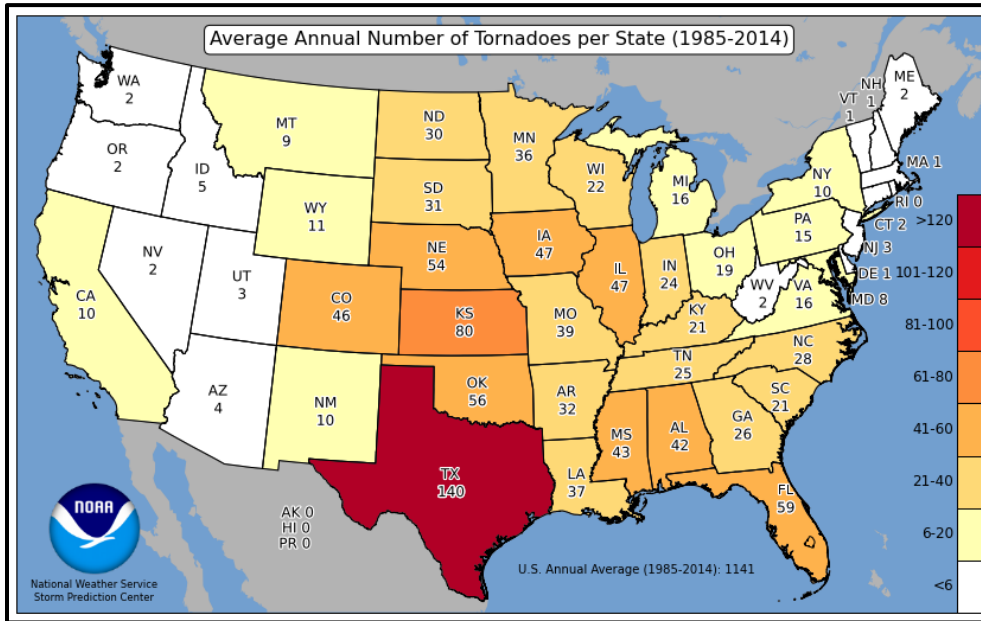 Average Annual Number of Tornadoes per State (1985-2014)
WA
2
OR
2
ID
5
MT
9
WY
11
NV
2
UT
3
CA
10
AZ
4
CO
46
NM
10
ND
30
SD
31
NE
54
KS
80
OK
56
TX
140
MN
36
IA
47
MO
39
AR
32
LA
37
WI
22
IL
47
MI
16
IN
24
OH
19
KY
21
TN
25
MS
43
AL
42
GA
26
FL
59
SC
21
NC
28
VA
16
WV
2
PA
15
NY
10
VT
1
NH
1
ME
2
MA 1
RI 0
CT 2
NJ 3
DE 1
MD 8
AK 0
HI 0
PR 0
>120
101-120
81-100
61-80
41-60
21-40
6-20
<6
NOAA
National Weather Service
Storm Prediction Center
U.S. Annual Average (1985-2014): 1141